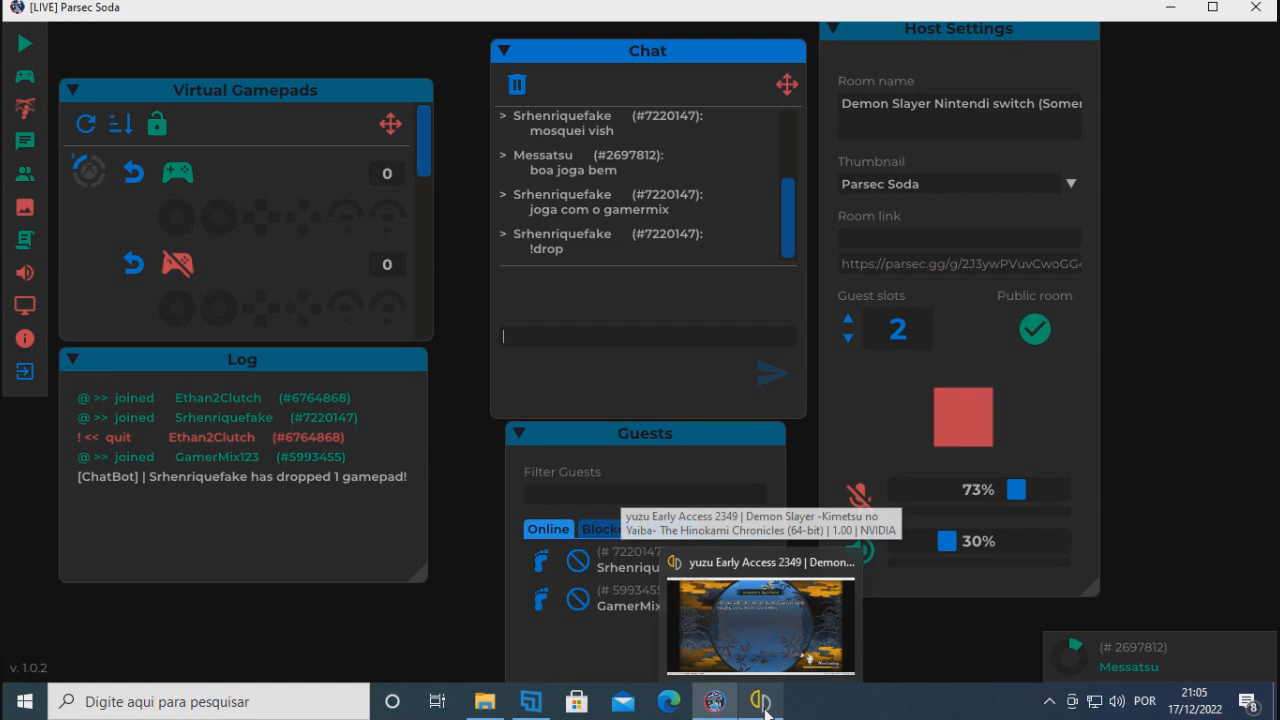 [LIVE] Parsec Soda
Virtual Gamepads
0
0
Log
@ >> joined Ethan2Clutch (#6764868)
@ >> joined Srhenriquefake (#7220147)
! << quit Ethan2Clutch (#6764868)
@ >> joined GamerMix123 (#5993455)
[ChatBot] | Srhenriquefake has dropped 1 gamepad!
v. 1.0.2
Chat
> Srhenriquefake (#7220147):
mosquei vish
> Messatsu (#2697812):
boa joga bem
> Srhenriquefake (#7220147):
joga com o gamermix
> Srhenriquefake (#7220147):
!drop
Guests
Filter Guests
Online Blocke
(# 7220147
Srhenriqu
(# 5993455
GamerMix
yuzu Early Access 2349 | Demon Slayer -Kimetsu no
Yaiba- The Hinokami Chronicles (64-bit) | 1.00 | NVIDIA
yuzu Early Access 2349 | Demon...
Host Settings
Room name
Demon Slayer Nintendi switch (Somer
Thumbnail
Parsec Soda
Room link
https://parsec.gg/g/2J3ywPVuvCwoGG
Guest slots
Public room
2
73%
30%
(# 2697812)
Messatsu
Digite aqui para pesquisar
POR
21:05
17/12/2022
8